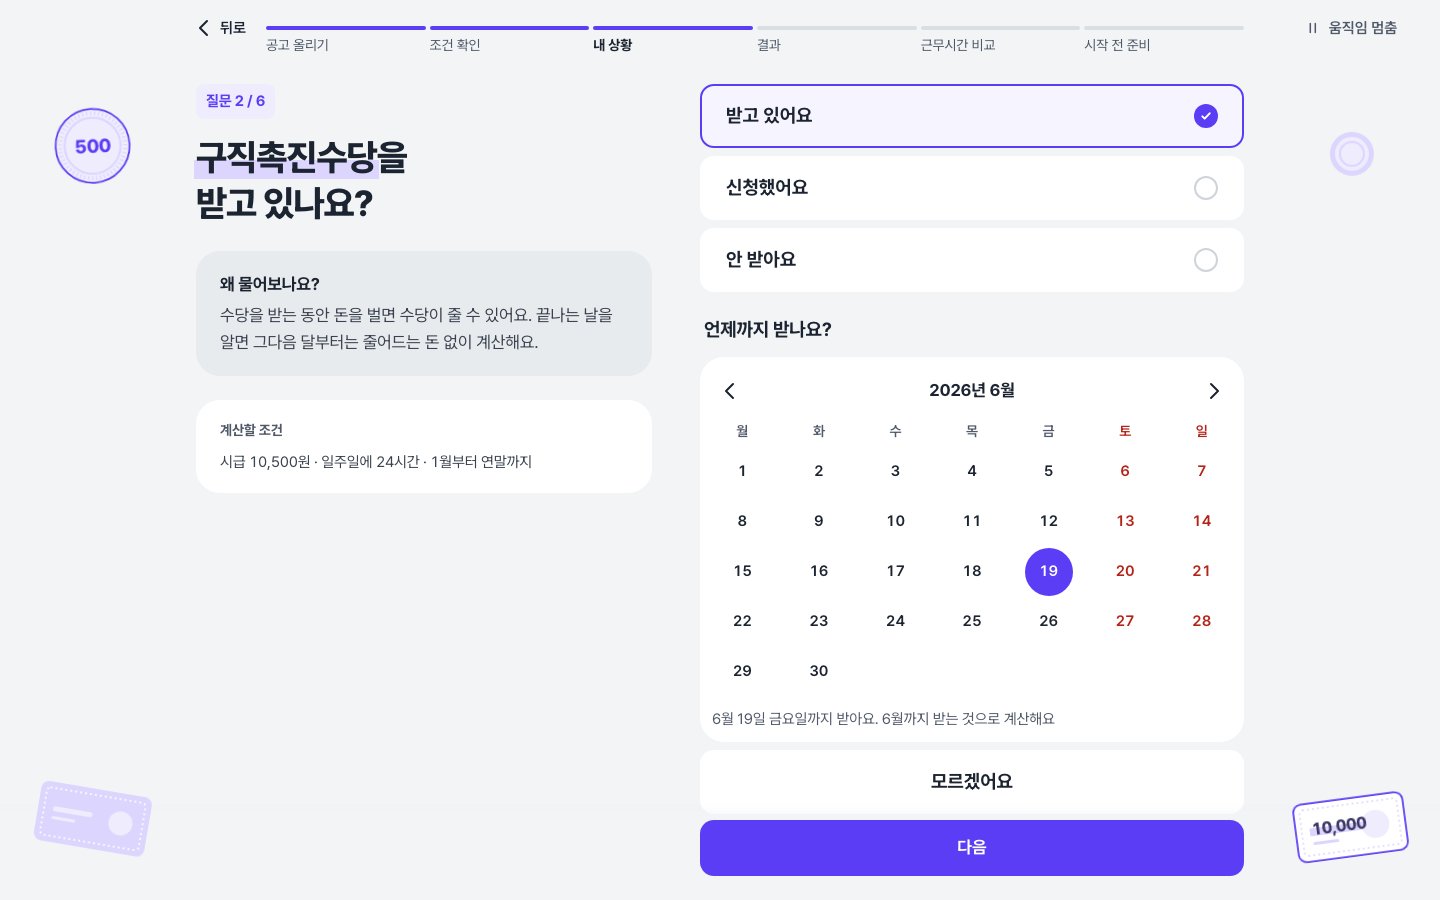 뒤로
공고 올리기
조건 확인
내 상황
결과
근무시간 비교
시작 전 준비
움직임 멈춤
500
질문 2 / 6
구직촉진수당을
받고 있나요?
왜 물어보나요?
수당을 받는 동안 돈을 벌면 수당이 줄 수 있어요. 끝나는 날을
알면 그다음 달부터는 줄어드는 돈 없이 계산해요.
계산할 조건
시급 10,500원 · 일주일에 24시간 · 1월부터 연말까지
받고 있어요
신청했어요
안 받아요
언제까지 받나요?
2026년 6월
월 화 수 목 금 토 일
1 2 3 4 5 6 7
8 9 10 11 12 13 14
15 16 17 18 19 20 21
22 23 24 25 26 27 28
29 30
6월 19일 금요일까지 받아요. 6월까지 받는 것으로 계산해요
모르겠어요
다음
10,000